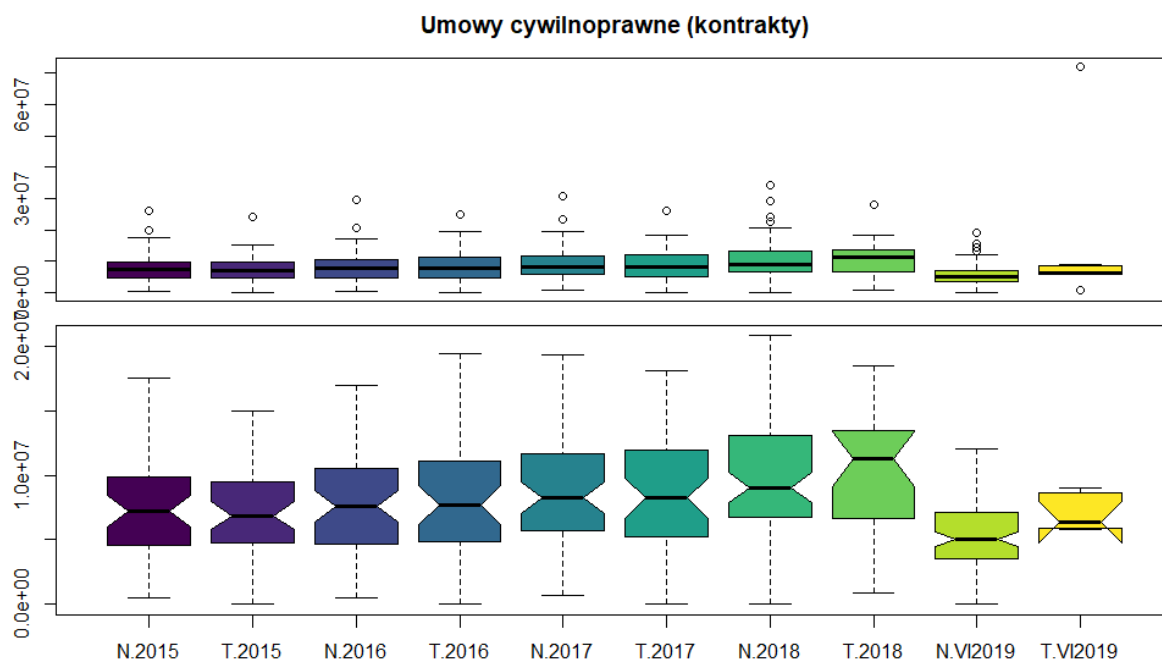 Umowy cywilnoprawne (kontrakty)
6e+07
3e+07
0e+00
2.0e+07
1.0e+07
0.0e+00
N.2015 T.2015 N.2016 T.2016 N.2017 T.2017 N.2018 T.2018 N.VI2019 T.VI2019